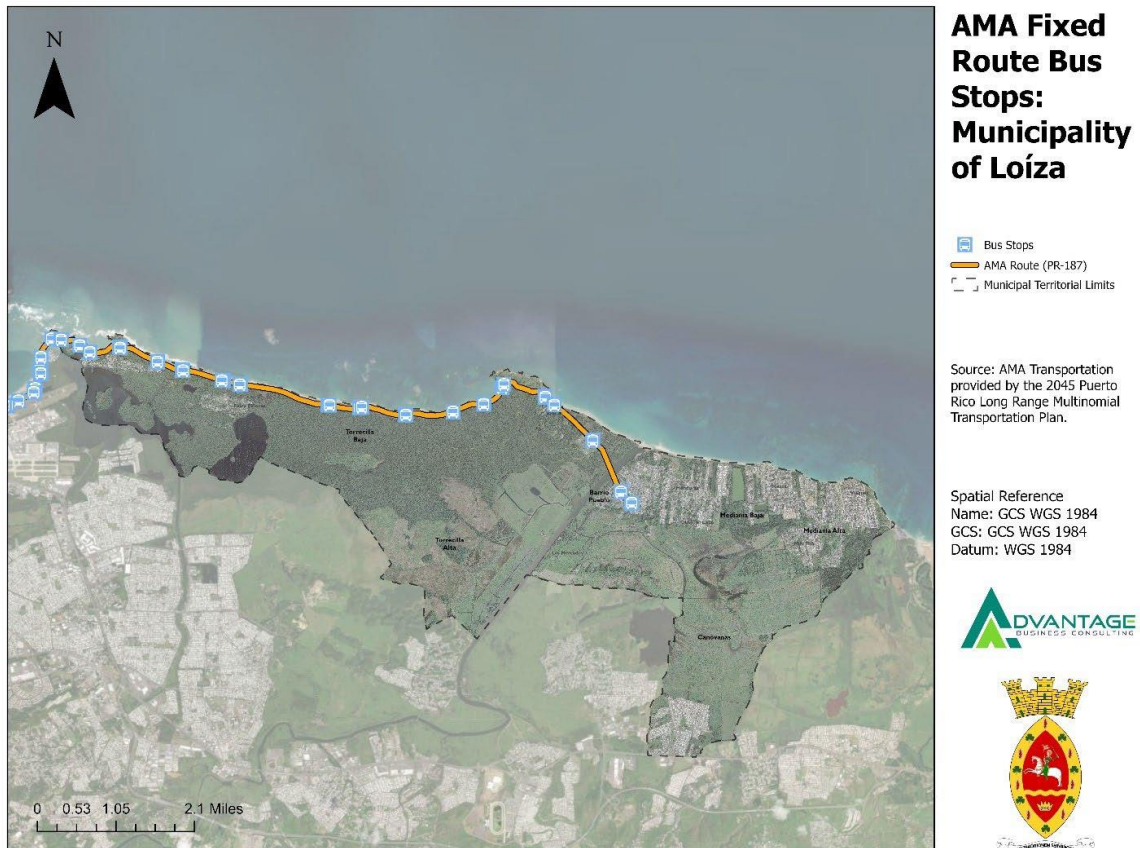 AMA Fixed
Route Bus
Stops:
Municipality
of Loíza
N
Bus Stops
AMA Route (PR-187)
Municipal Territorial Limits
Source: AMA Transportation
provided by the 2045 Puerto
Rico Long Range Multinomial
Transportation Plan.
Spatial Reference
Name: GCS WGS 1984
GCS: GCS WGS 1984
Datum: WGS 1984
ADVANTAGE
BUSINESS CONSULTING
Torrecilla
Baja
Barrio
Pueblo
Mediania Baja
Mediania Alta
Torrecilla
Alta
Canóvanas
0 0.53 1.05 2.1 Miles